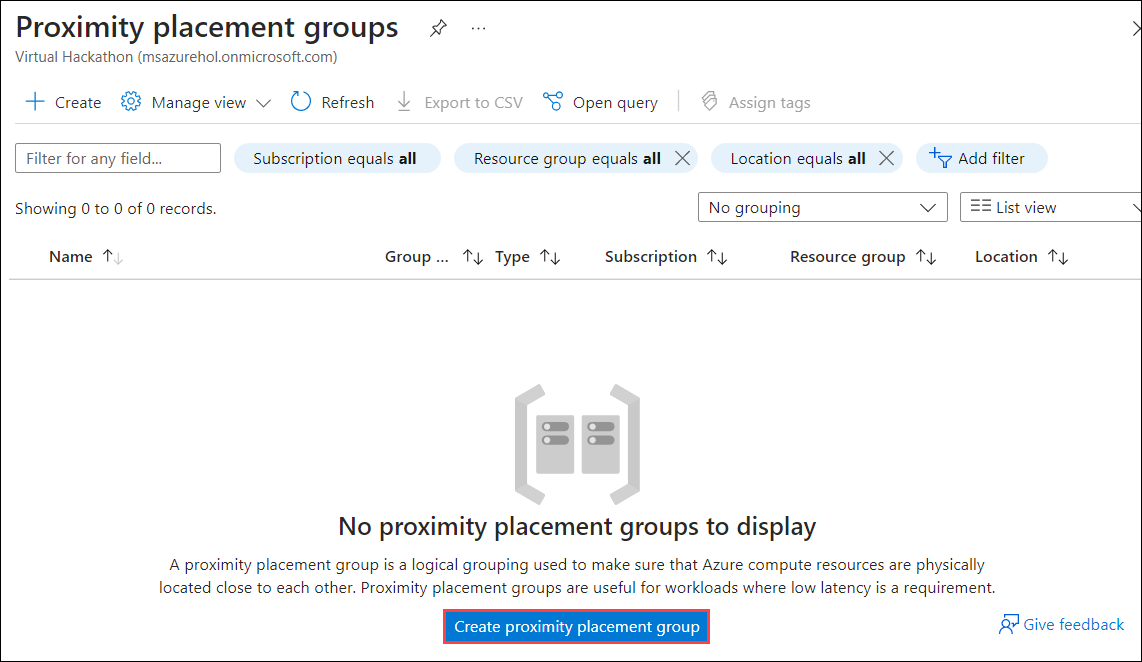 Proximity placement groups
Virtual Hackathon (msazurehol.onmicrosoft.com)
Create Manage view Refresh Export to CSV Open query Assign tags
Filter for any field... Subscription equals all Resource group equals all Location equals all Add filter
Showing 0 to 0 of 0 records. No grouping List view
Name Group ... Type Subscription Resource group Location
No proximity placement groups to display
A proximity placement group is a logical grouping used to make sure that Azure compute resources are physically
located close to each other. Proximity placement groups are useful for workloads where low latency is a requirement.
Create proximity placement group
Give feedback